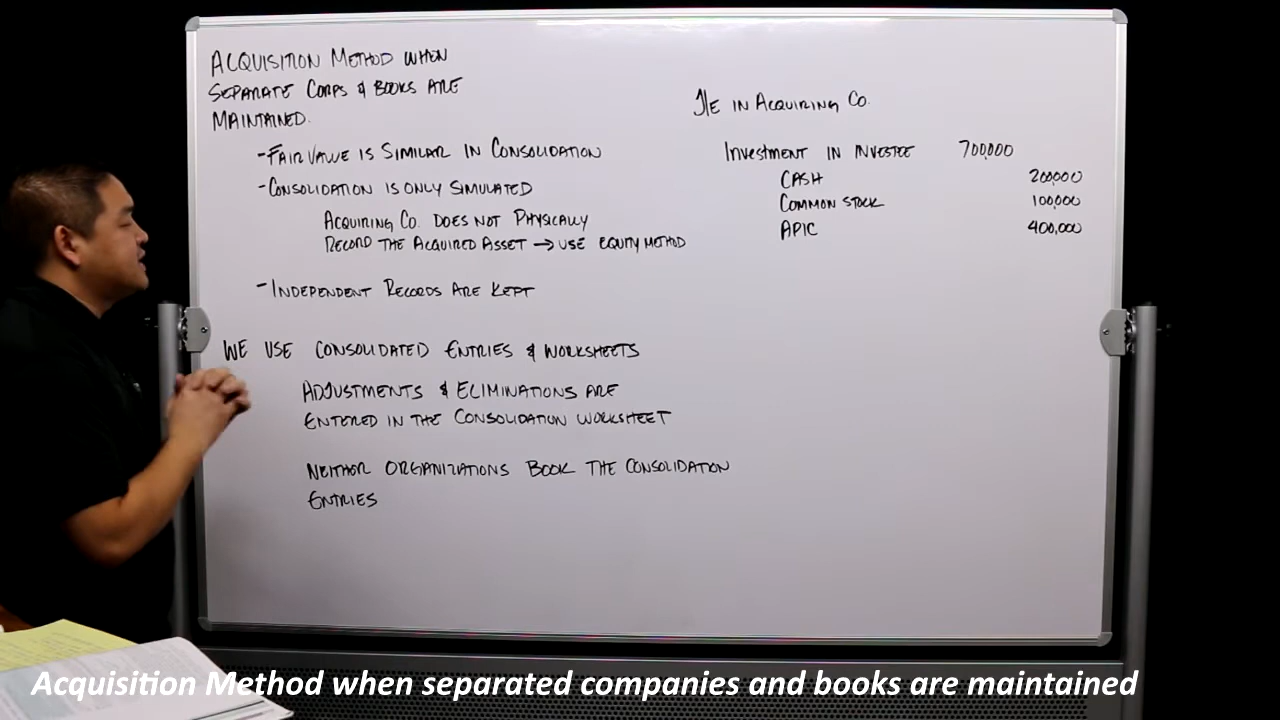 ACQUISITION METHOD WHEN
SEPARATE CORPS & BOOKS ARE
MAINTAINED.
- FAIR VALUE IS SIMILAR IN CONSOLIDATION
- CONSOLIDATION IS ONLY SIMULATED
ACQUIRING CO. DOES NOT PHYSICALLY
RECORD THE ACQUIRED ASSET → USE EQUITY METHOD
- INDEPENDENT RECORDS ARE KEPT
WE USE CONSOLIDATED ENTRIES & WORKSHEETS
ADJUSTMENTS & ELIMINATIONS ARE
ENTERED IN THE CONSOLIDATION WORKSHEET
NEITHOR ORGANIZATIONS BOOK THE CONSOLIDATION
ENTRIES
J/E IN ACQUIRING CO.
INVESTMENT IN INVESTEE 700,000
CASH 200,000
COMMON STOCK 100,000
APIC 400,000
Acquisition Method when separated companies and books are maintained